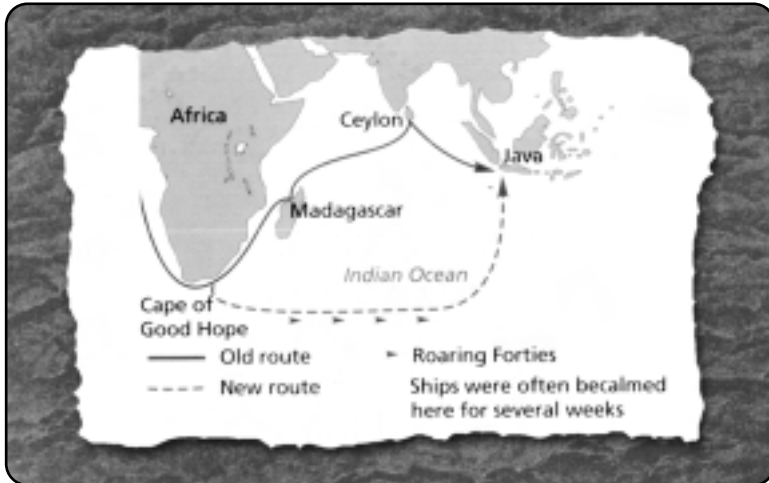 Africa
Ceylon
Java
Madagascar
Indian Ocean
Cape of
Good Hope
Old route
Roaring Forties
New route
Ships were often becalmed
here for several weeks